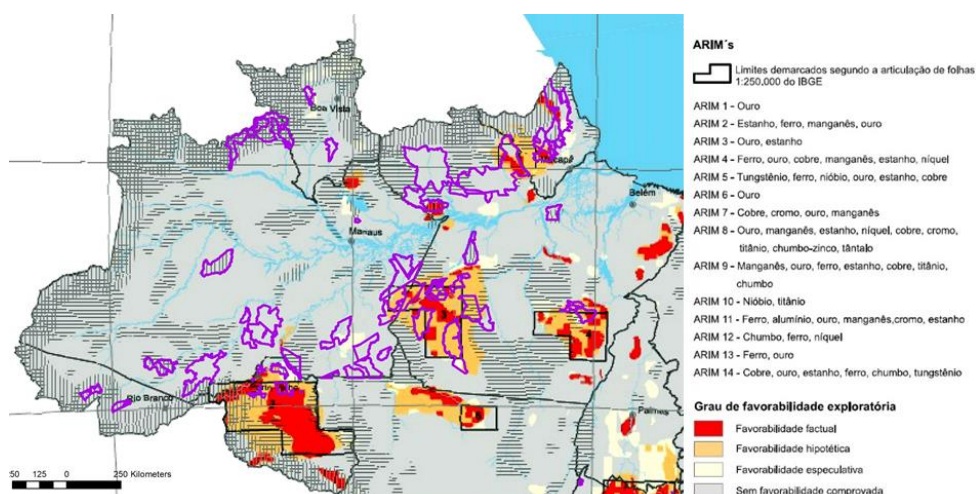 Boa Vista
Macapá
Belém
Manaus
Porto Velho
Rio Branco
Palmas
50 125 0 250 Kilometers
ARIM´s
Limites demarcados segundo a articulação de folhas
1:250.000 do IBGE
ARIM 1 - Ouro
ARIM 2 - Estanho, ferro, manganês, ouro
ARIM 3 - Ouro, estanho
ARIM 4 - Ferro, ouro, cobre, manganês, estanho, níquel
ARIM 5 - Tungstênio, ferro, nióbio, ouro, estanho, cobre
ARIM 6 - Ouro
ARIM 7 - Cobre, cromo, ouro, manganês
ARIM 8 - Ouro, manganês, estanho, níquel, cobre, cromo,
titânio, chumbo-zinco, tântalo
ARIM 9 - Manganês, ouro, ferro, estanho, cobre, titânio,
chumbo
ARIM 10 - Nióbio, titânio
ARIM 11 - Ferro, alumínio, ouro, manganês,cromo, estanho
ARIM 12 - Chumbo, ferro, níquel
ARIM 13 - Ferro, ouro
ARIM 14 - Cobre, ouro, estanho, ferro, chumbo, tungstênio
Grau de favorabilidade exploratória
Favorabilidade factual
Favorabilidade hipotética
Favorabilidade especulativa
Sem favorabilidade comprovada